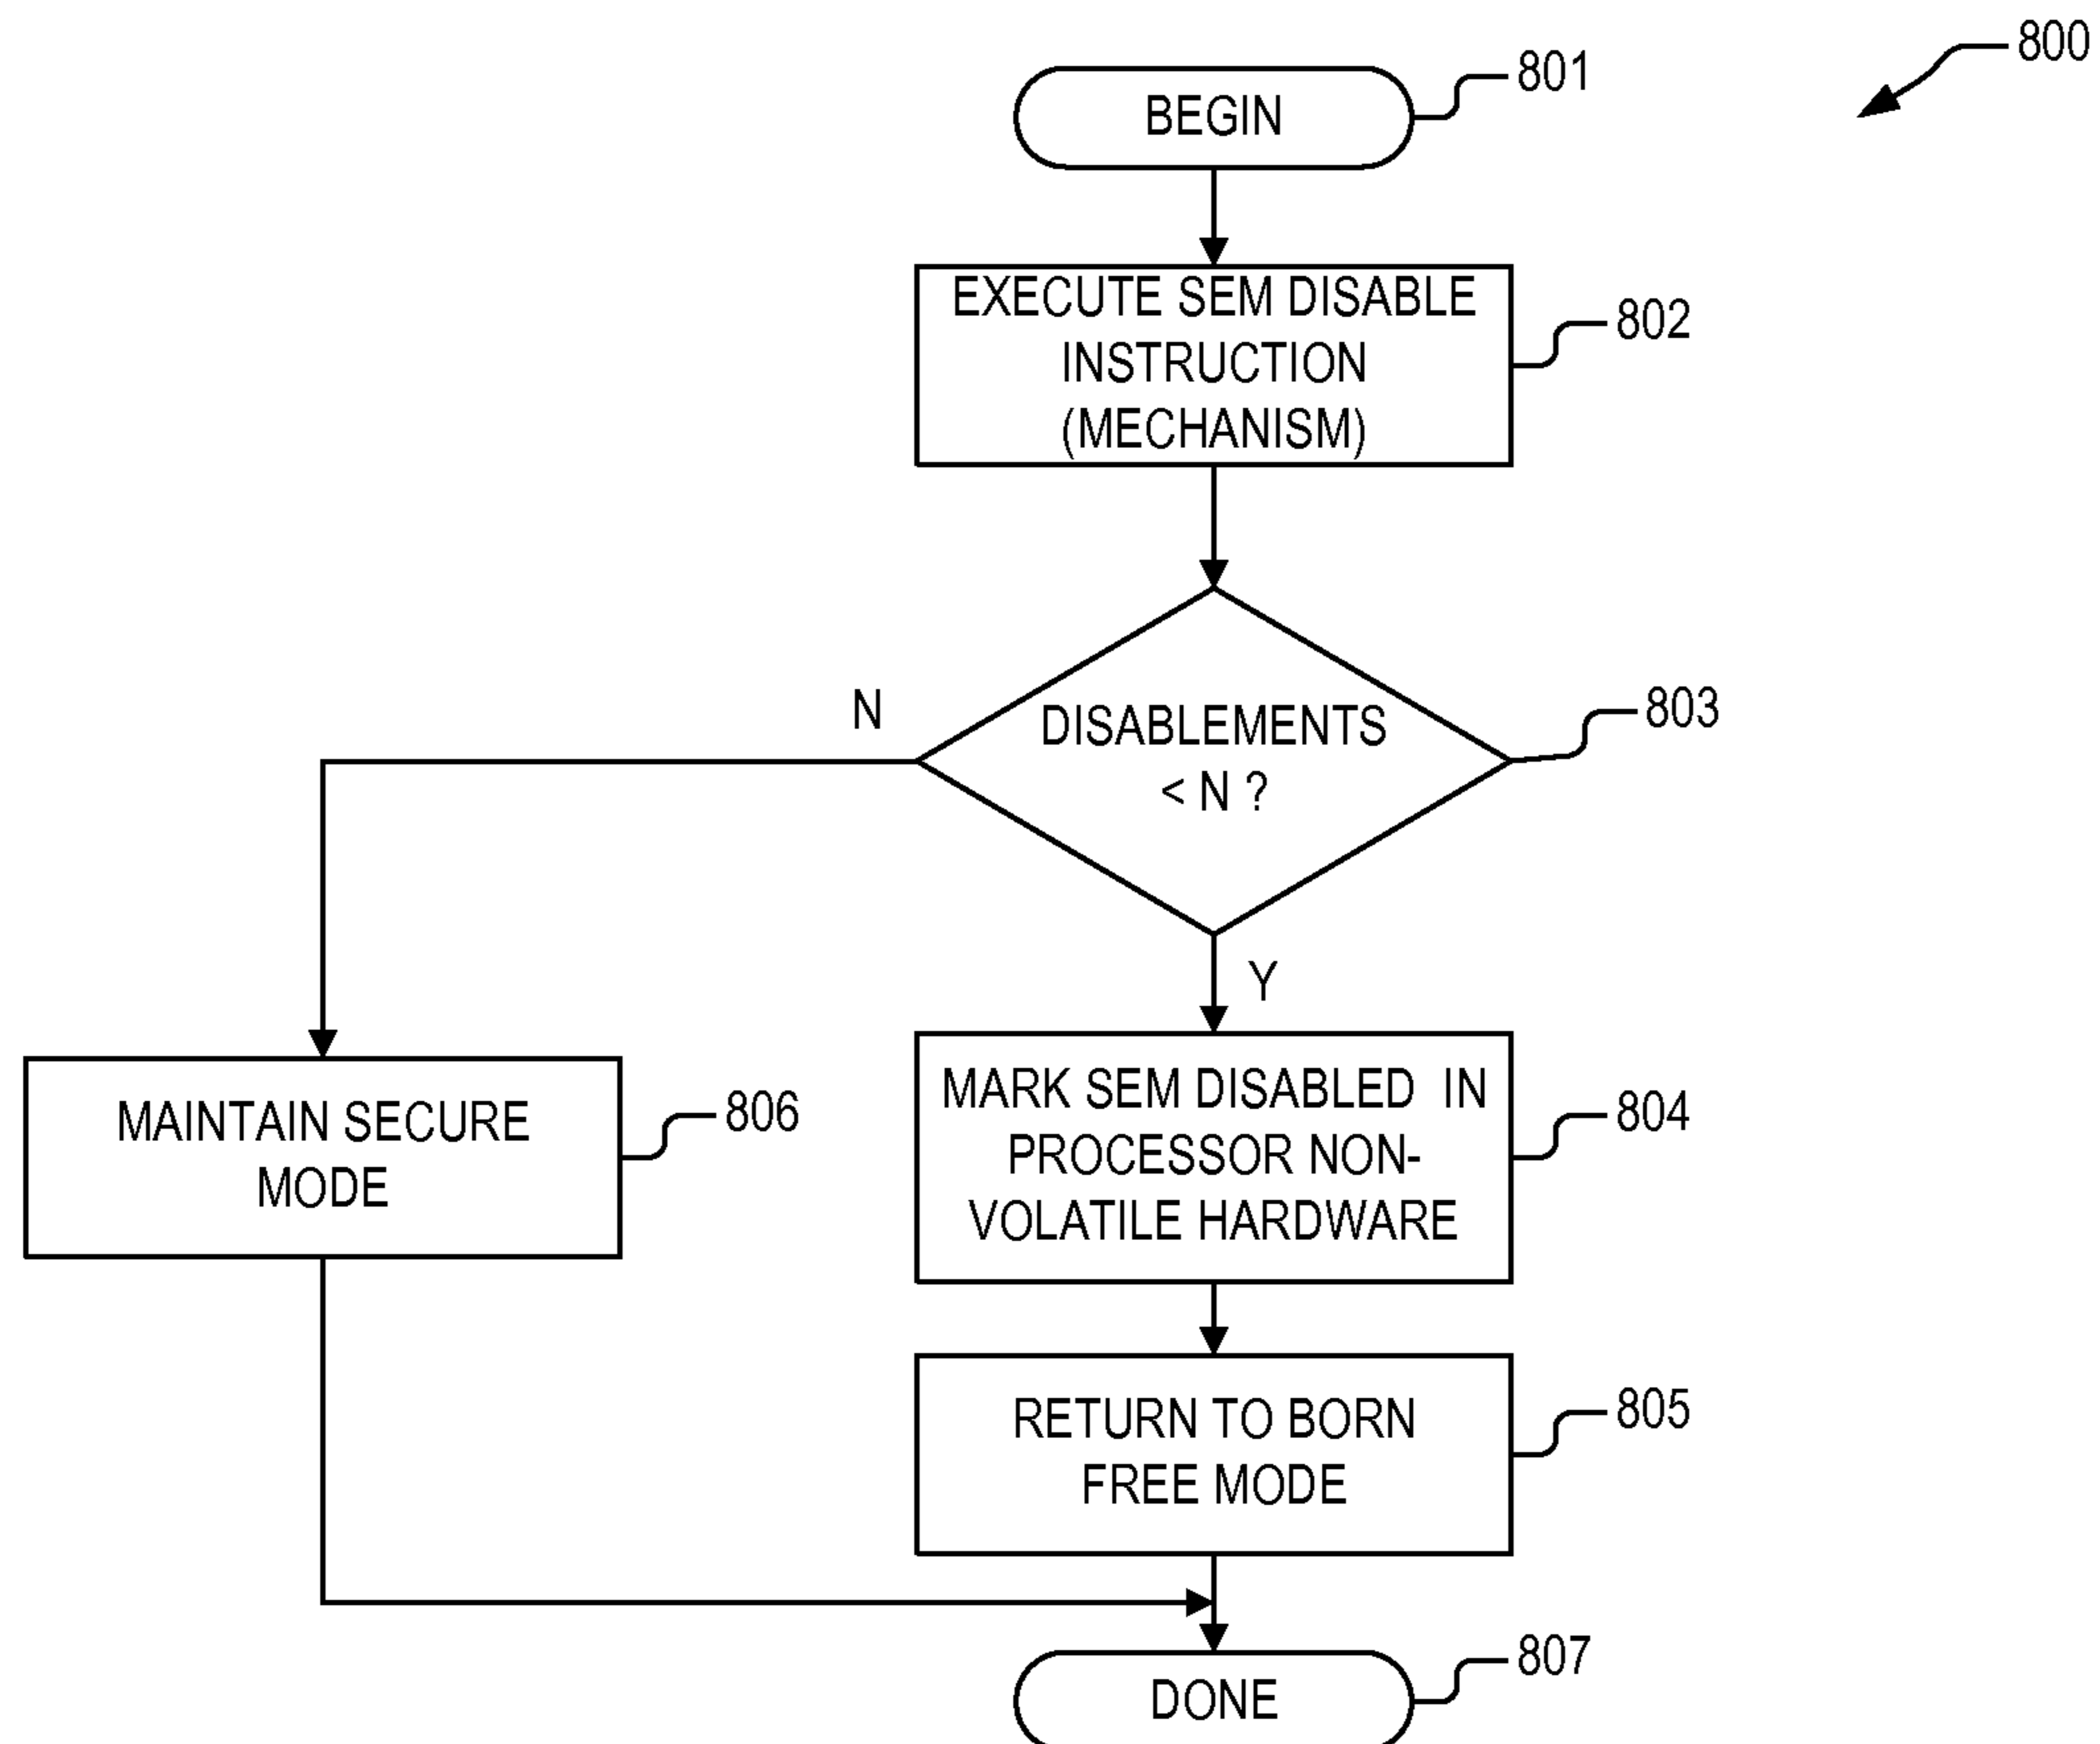 800
BEGIN
801
EXECUTE SEM DISABLE
INSTRUCTION
(MECHANISM)
802
DISABLEMENTS
< N ?
803
N
Y
MAINTAIN SECURE
MODE
806
MARK SEM DISABLED IN
PROCESSOR NON-
VOLATILE HARDWARE
804
RETURN TO BORN
FREE MODE
805
DONE
807